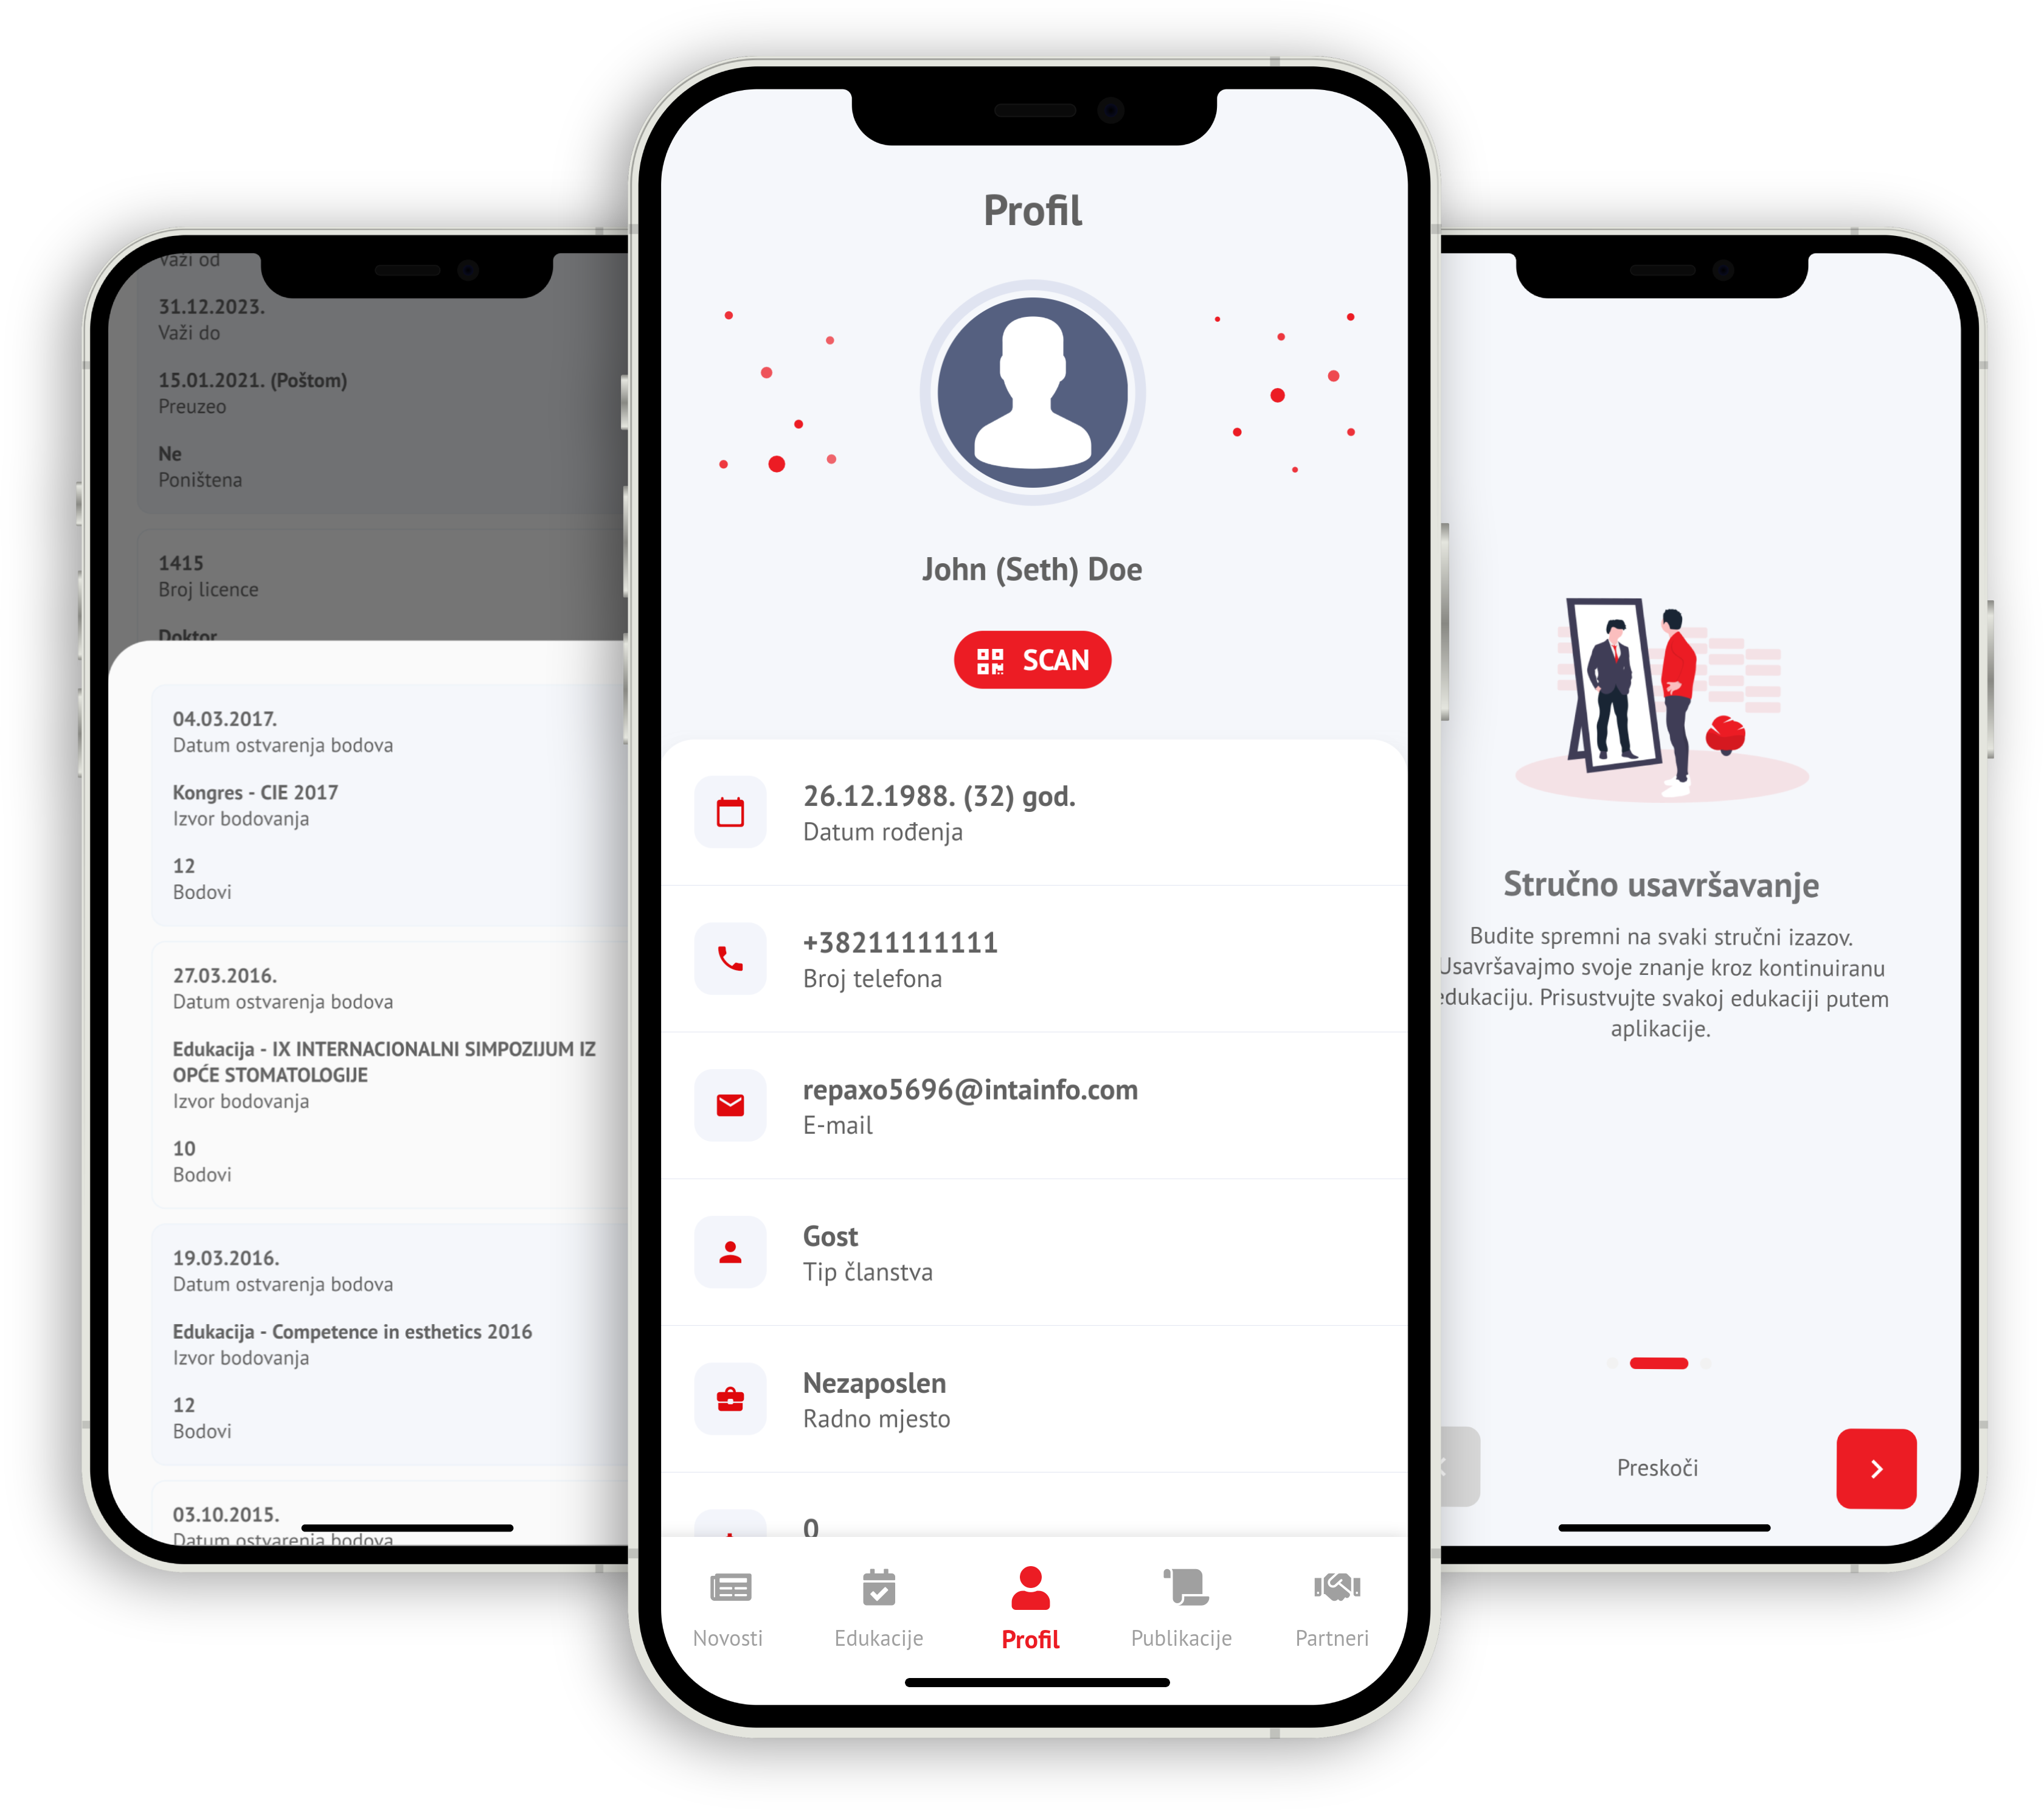 Važi od
31.12.2023.
Važi do
15.01.2021. (Poštom)
Preuzeo
Ne
Poništena
1415
Broj licence
Doktor
04.03.2017.
Datum ostvarenja bodova
Kongres - CIE 2017
Izvor bodovanja
12
Bodovi
27.03.2016.
Datum ostvarenja bodova
Edukacija - IX INTERNACIONALNI SIMPOZIJUM IZ
OPĆE STOMATOLOGIJE
Izvor bodovanja
10
Bodovi
19.03.2016.
Datum ostvarenja bodova
Edukacija - Competence in esthetics 2016
Izvor bodovanja
12
Bodovi
03.10.2015.
Datum ostvarenja bodova
Profil
John (Seth) Doe
SCAN
26.12.1988. (32) god.
Datum rođenja
+38211111111
Broj telefona
repaxo5696@intainfo.com
E-mail
Gost
Tip članstva
Nezaposlen
Radno mjesto
0
Novosti
Edukacije
Profil
Publikacije
Partneri
Stručno usavršavanje
Budite spremni na svaki stručni izazov.
Usavršavajmo svoje znanje kroz kontinuiranu
edukaciju. Prisustvujte svakoj edukaciji putem
aplikacije.
Preskoči